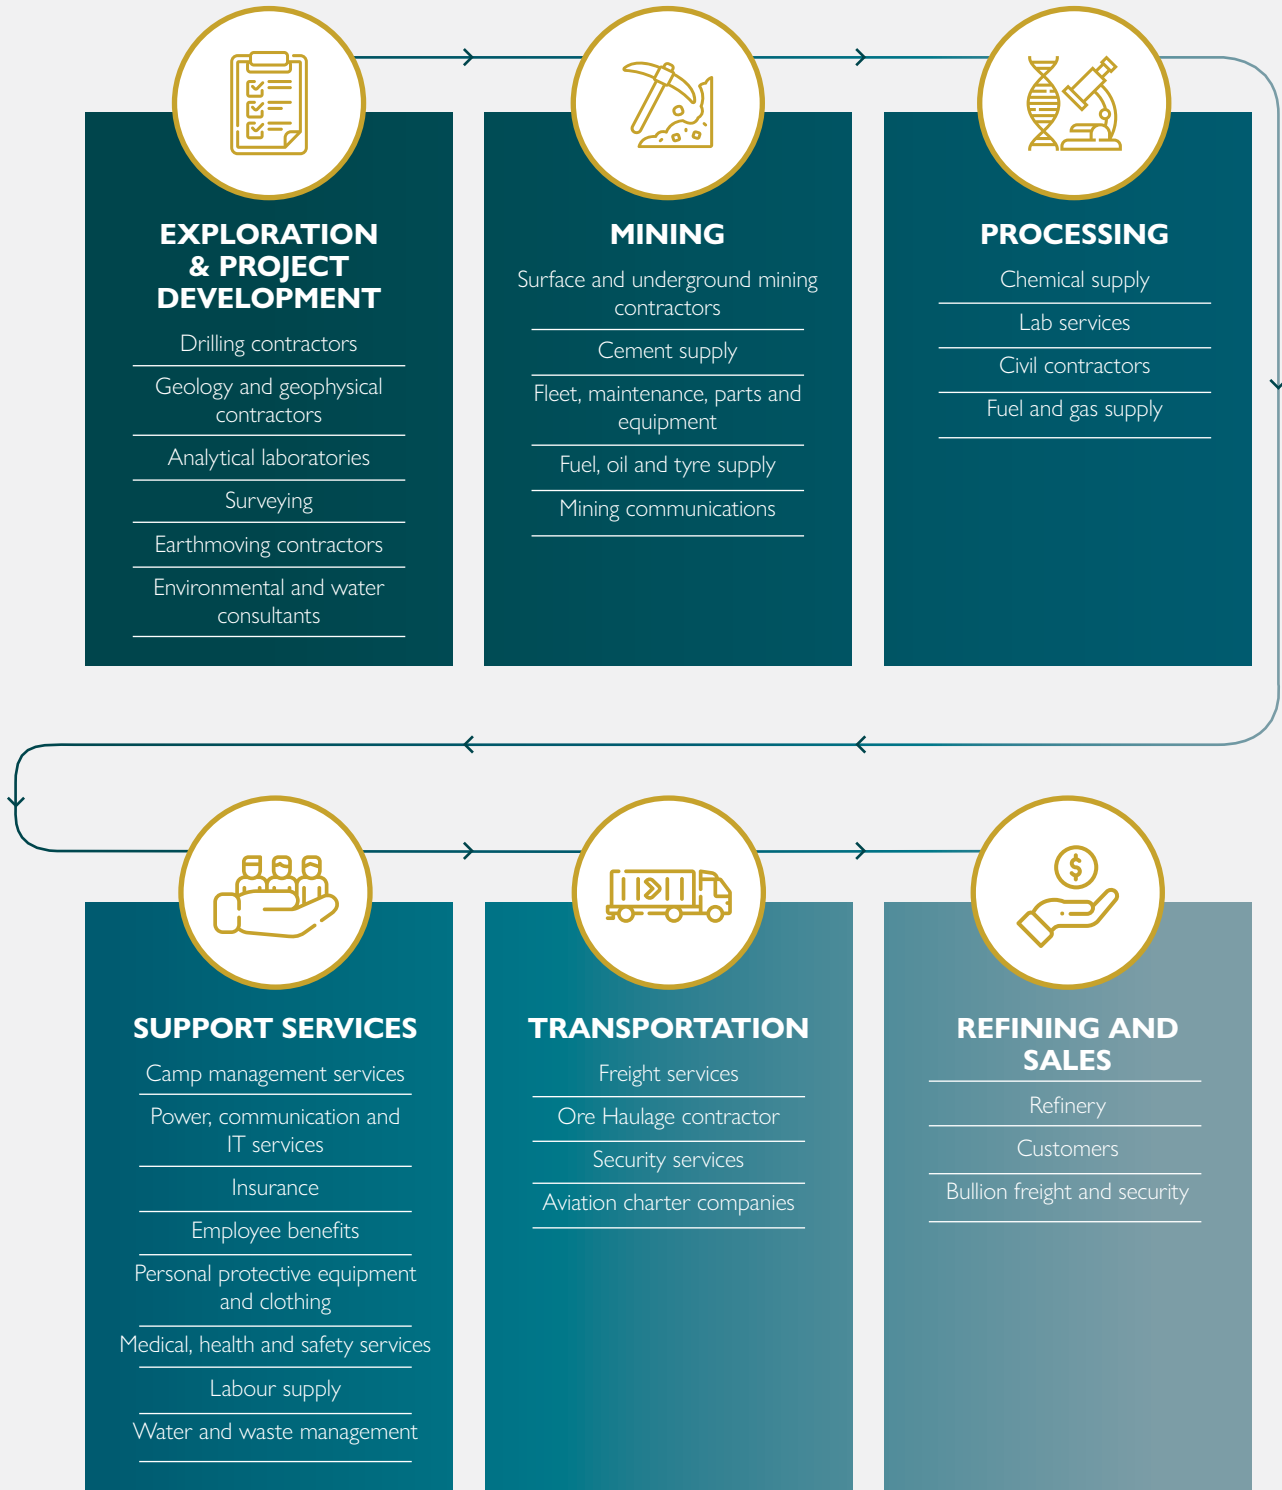 EXPLORATION
& PROJECT
DEVELOPMENT
Drilling contractors
Geology and geophysical
contractors
Analytical laboratories
Surveying
Earthmoving contractors
Environmental and water
consultants
MINING
Surface and underground mining
contractors
Cement supply
Fleet, maintenance, parts and
equipment
Fuel, oil and tyre supply
Mining communications
PROCESSING
Chemical supply
Lab services
Civil contractors
Fuel and gas supply
SUPPORT SERVICES
Camp management services
Power, communication and
IT services
Insurance
Employee benefits
Personal protective equipment
and clothing
Medical, health and safety services
Labour supply
Water and waste management
TRANSPORTATION
Freight services
Ore Haulage contractor
Security services
Aviation charter companies
$
REFINING AND
SALES
Refinery
Customers
Bullion freight and security